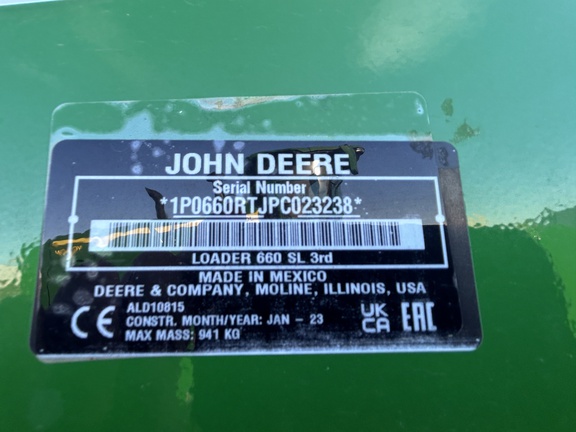 JOHN DEERE
Serial Number
*1P0660RTJPC023238*
LOADER 660 SL 3rd
MADE IN MEXICO
DEERE & COMPANY, MOLINE, ILLINOIS, USA
CE
ALD10815
CONSTR. MONTH/YEAR: JAN - 23
MAX MASS: 941 KG
UK
CA
EAC